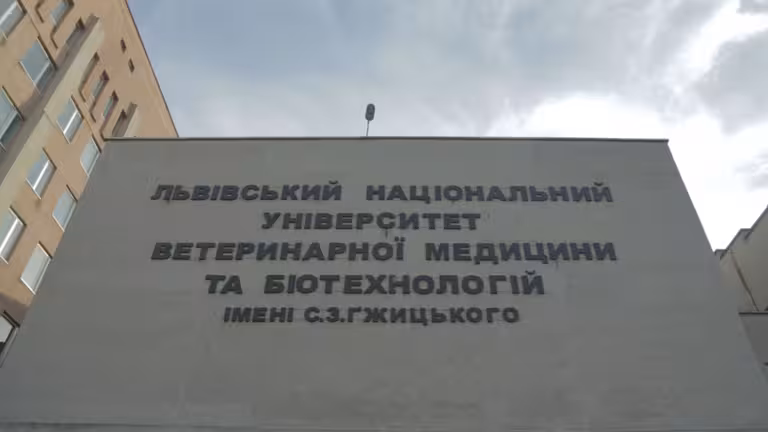 ЛЬВІВСЬКИЙ НАЦІОНАЛЬНИЙ
УНІВЕРСИТЕТ
ВЕТЕРИНАРНОЇ МЕДИЦИНИ
ТА БІОТЕХНОЛОГІЙ
ІМЕНІ С.З.ҐЖИЦЬКОГО